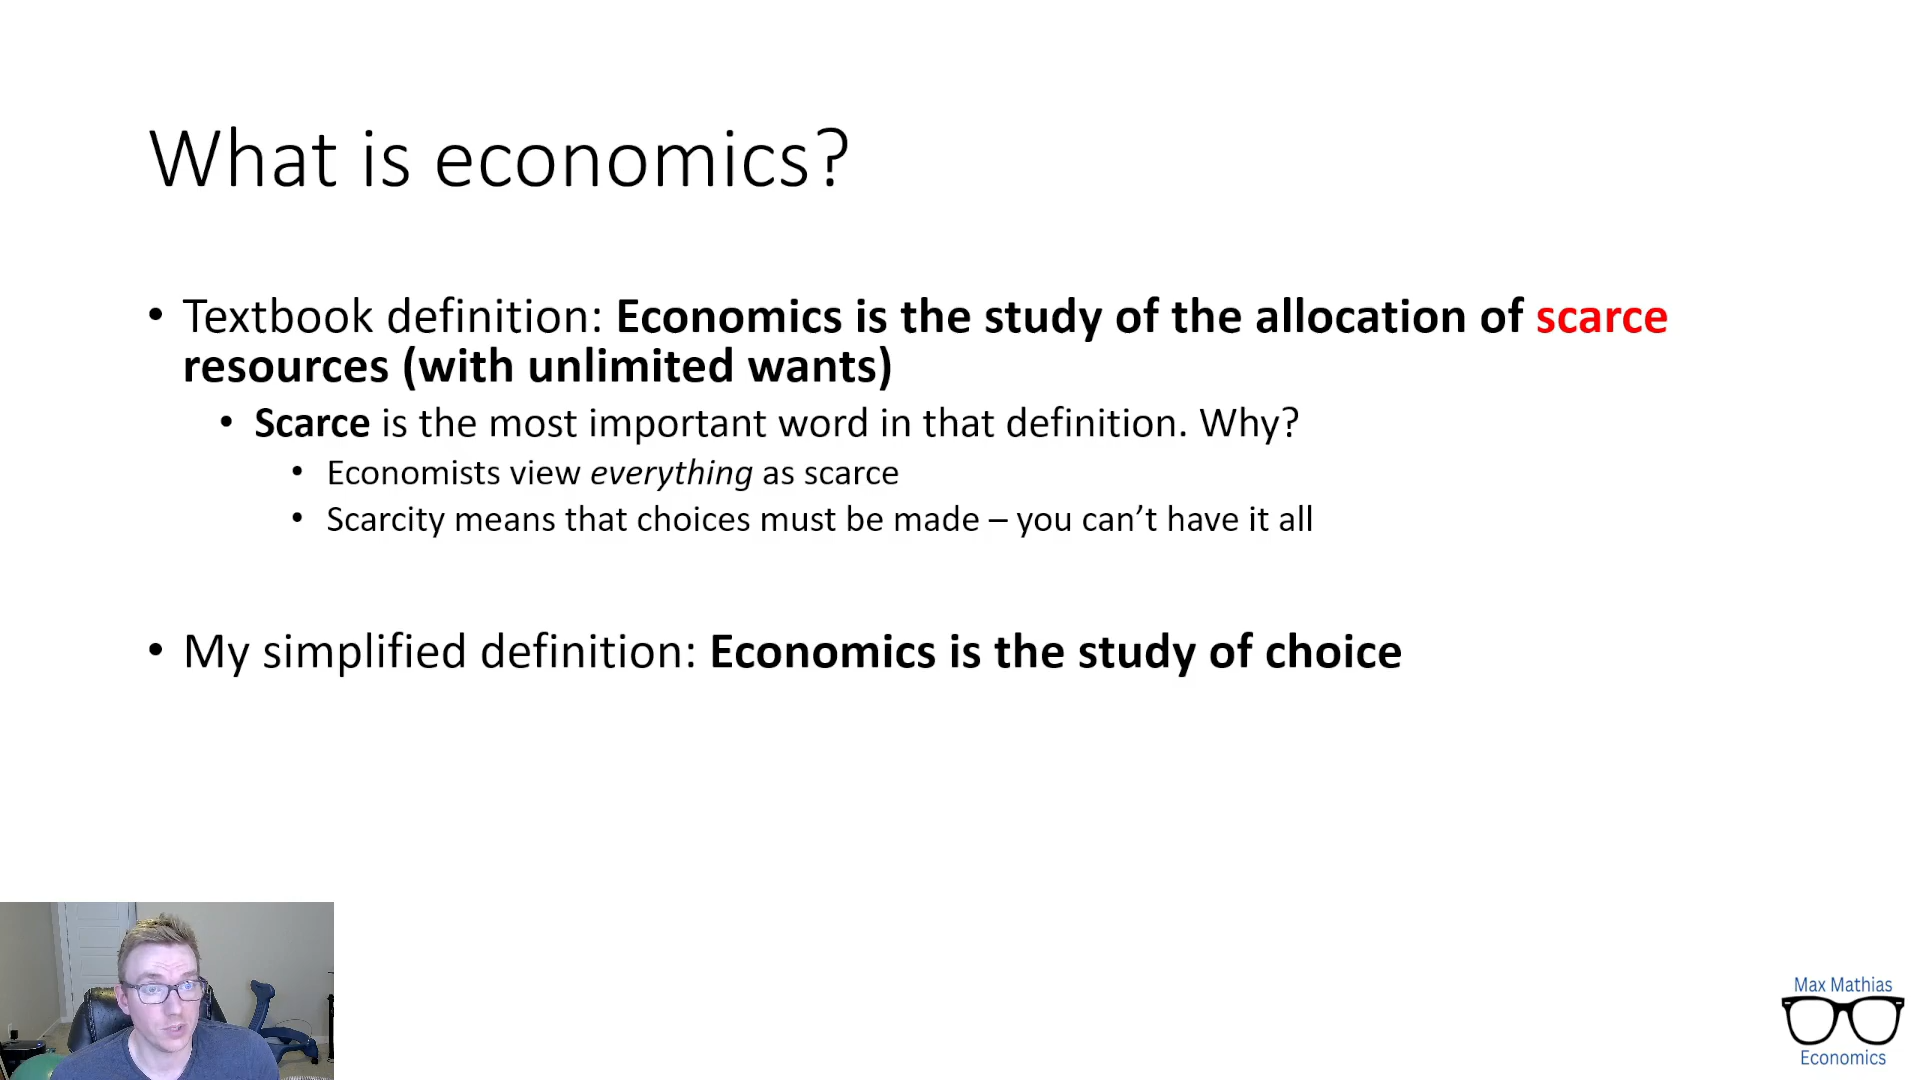 What is economics?
• Textbook definition: Economics is the study of the allocation of scarce
resources (with unlimited wants)
• Scarce is the most important word in that definition. Why?
• Economists view everything as scarce
• Scarcity means that choices must be made – you can’t have it all
• My simplified definition: Economics is the study of choice
Max Mathias
Economics